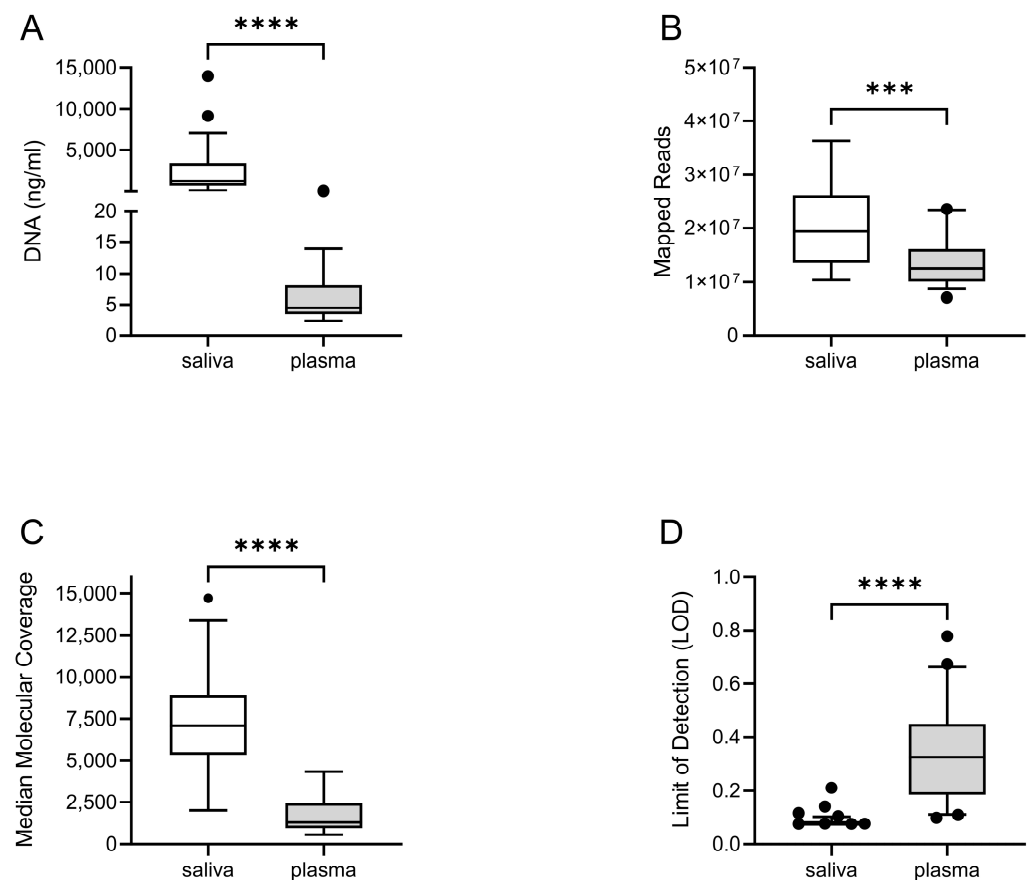 A
****
DNA (ng/ml)
15,000
10,000
5,000
20
15
10
5
0
saliva plasma
B
***
Mapped Reads
5×10⁷
4×10⁷
3×10⁷
2×10⁷
1×10⁷
0
saliva plasma
C
****
Median Molecular Coverage
15,000
12,500
10,000
7,500
5,000
2,500
0
saliva plasma
D
****
Limit of Detection (LOD)
1.0
0.8
0.6
0.4
0.2
0.0
saliva plasma